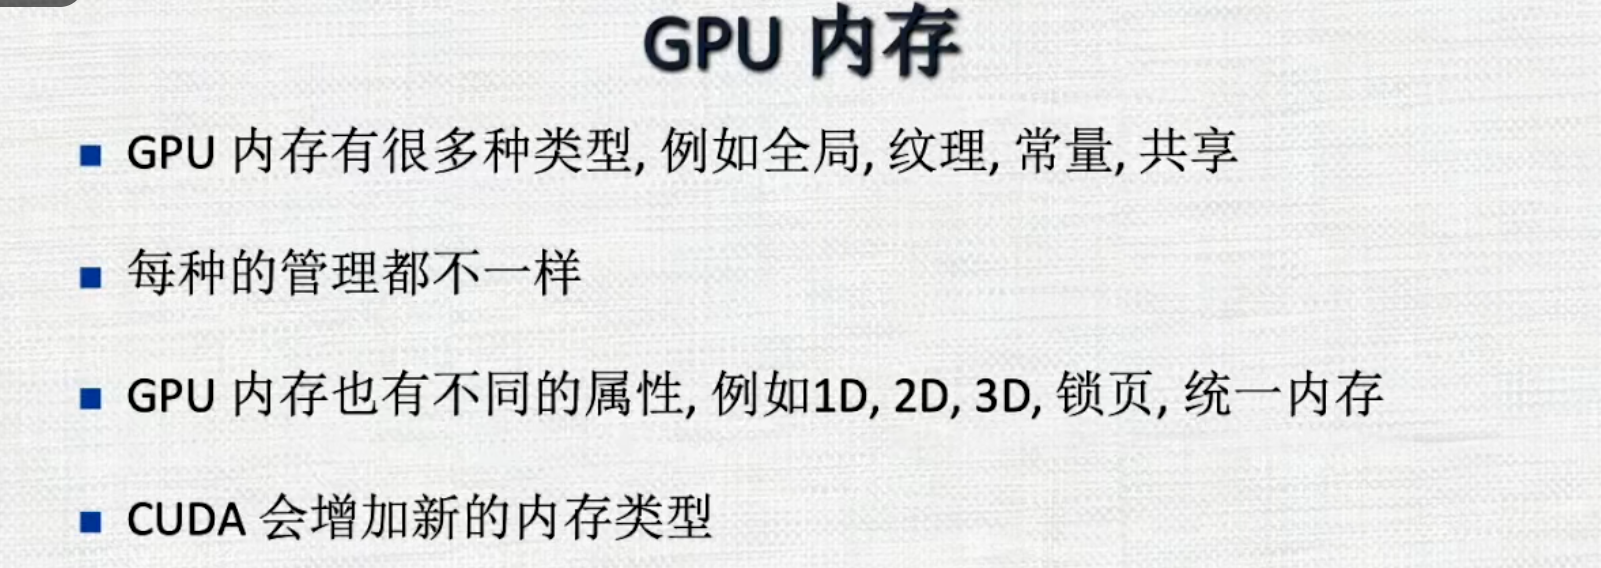 GPU 内存
GPU 内存有很多种类型, 例如全局, 纹理, 常量, 共享
每种的管理都不一样
GPU 内存也有不同的属性, 例如1D, 2D, 3D, 锁页, 统一内存
CUDA 会增加新的内存类型